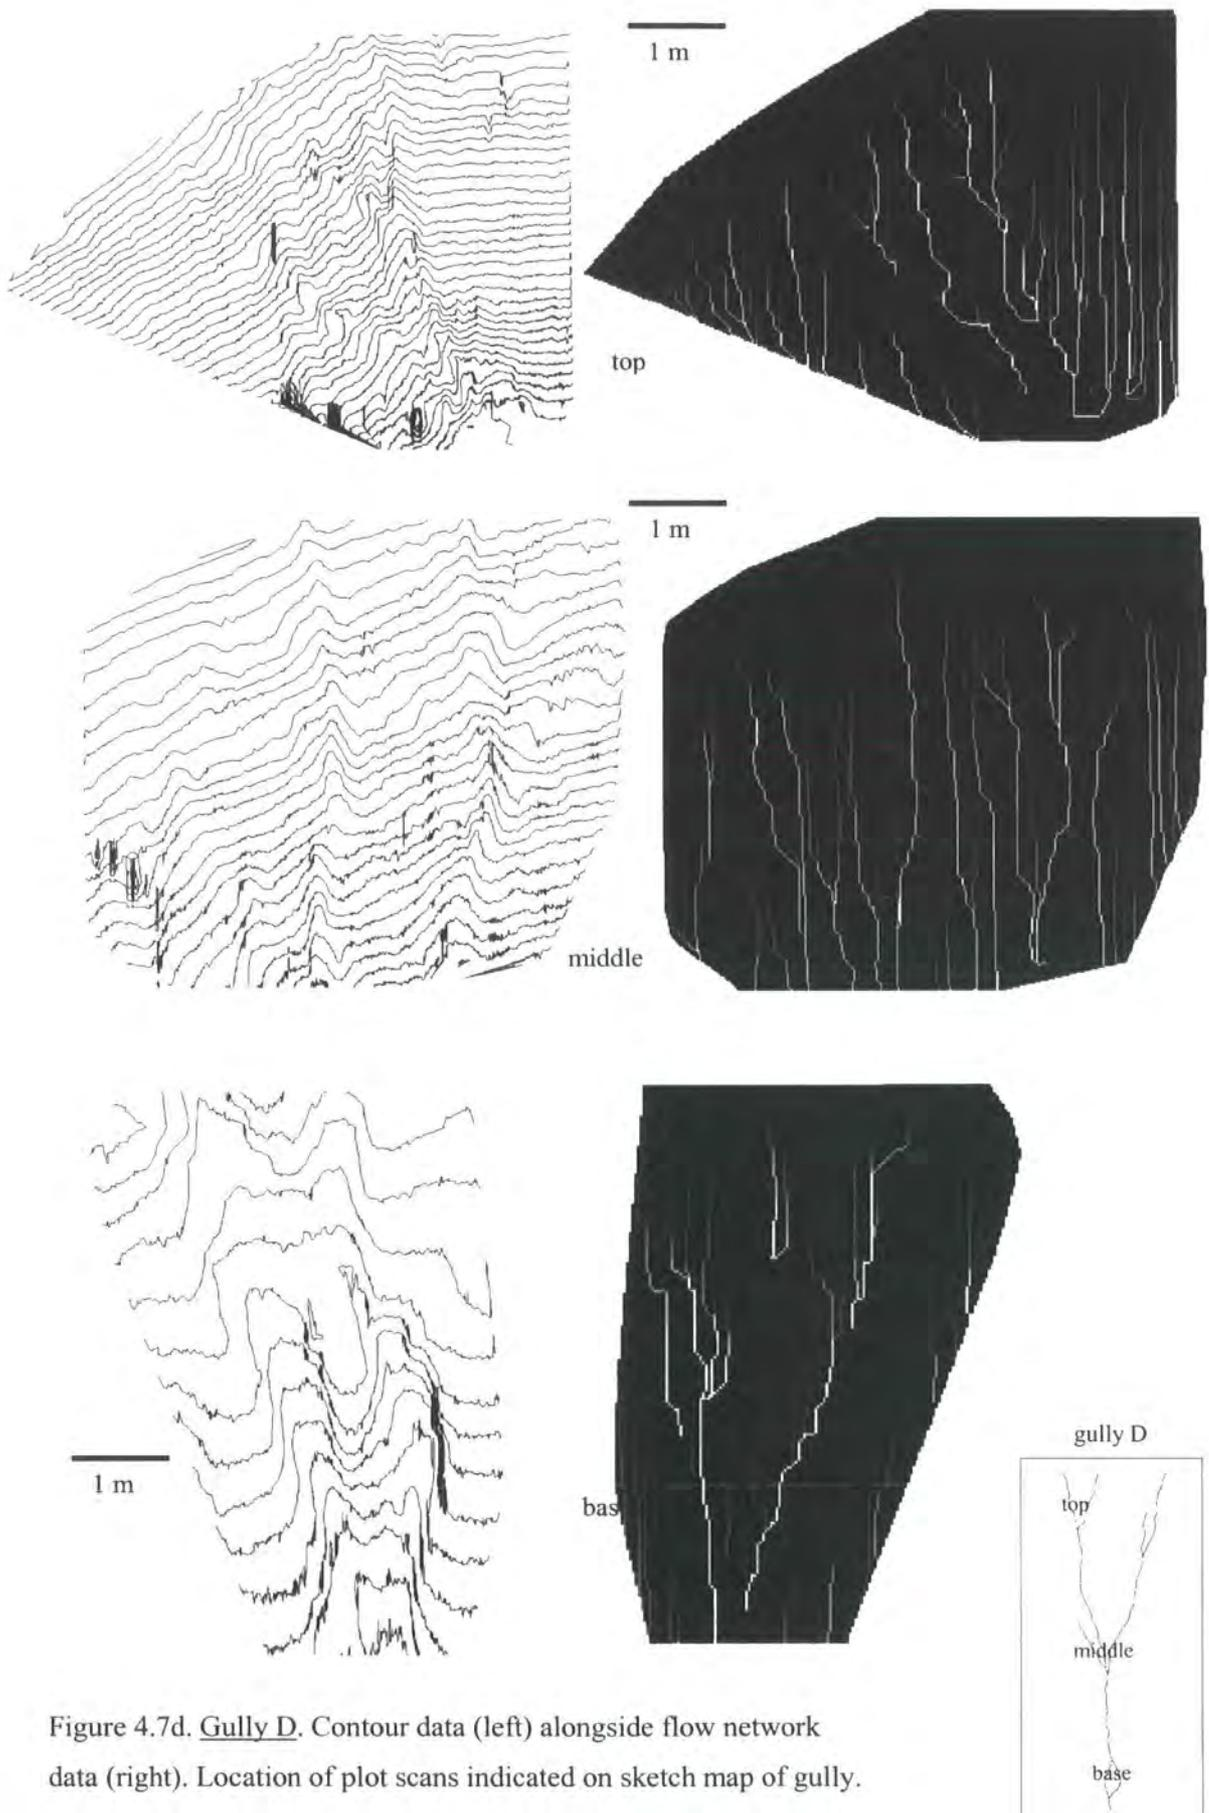 1 m
top
1 m
middle
1 m
bas
gully D
top
middle
base
Figure 4.7d. Gully D. Contour data (left) alongside flow network
data (right). Location of plot scans indicated on sketch map of gully.